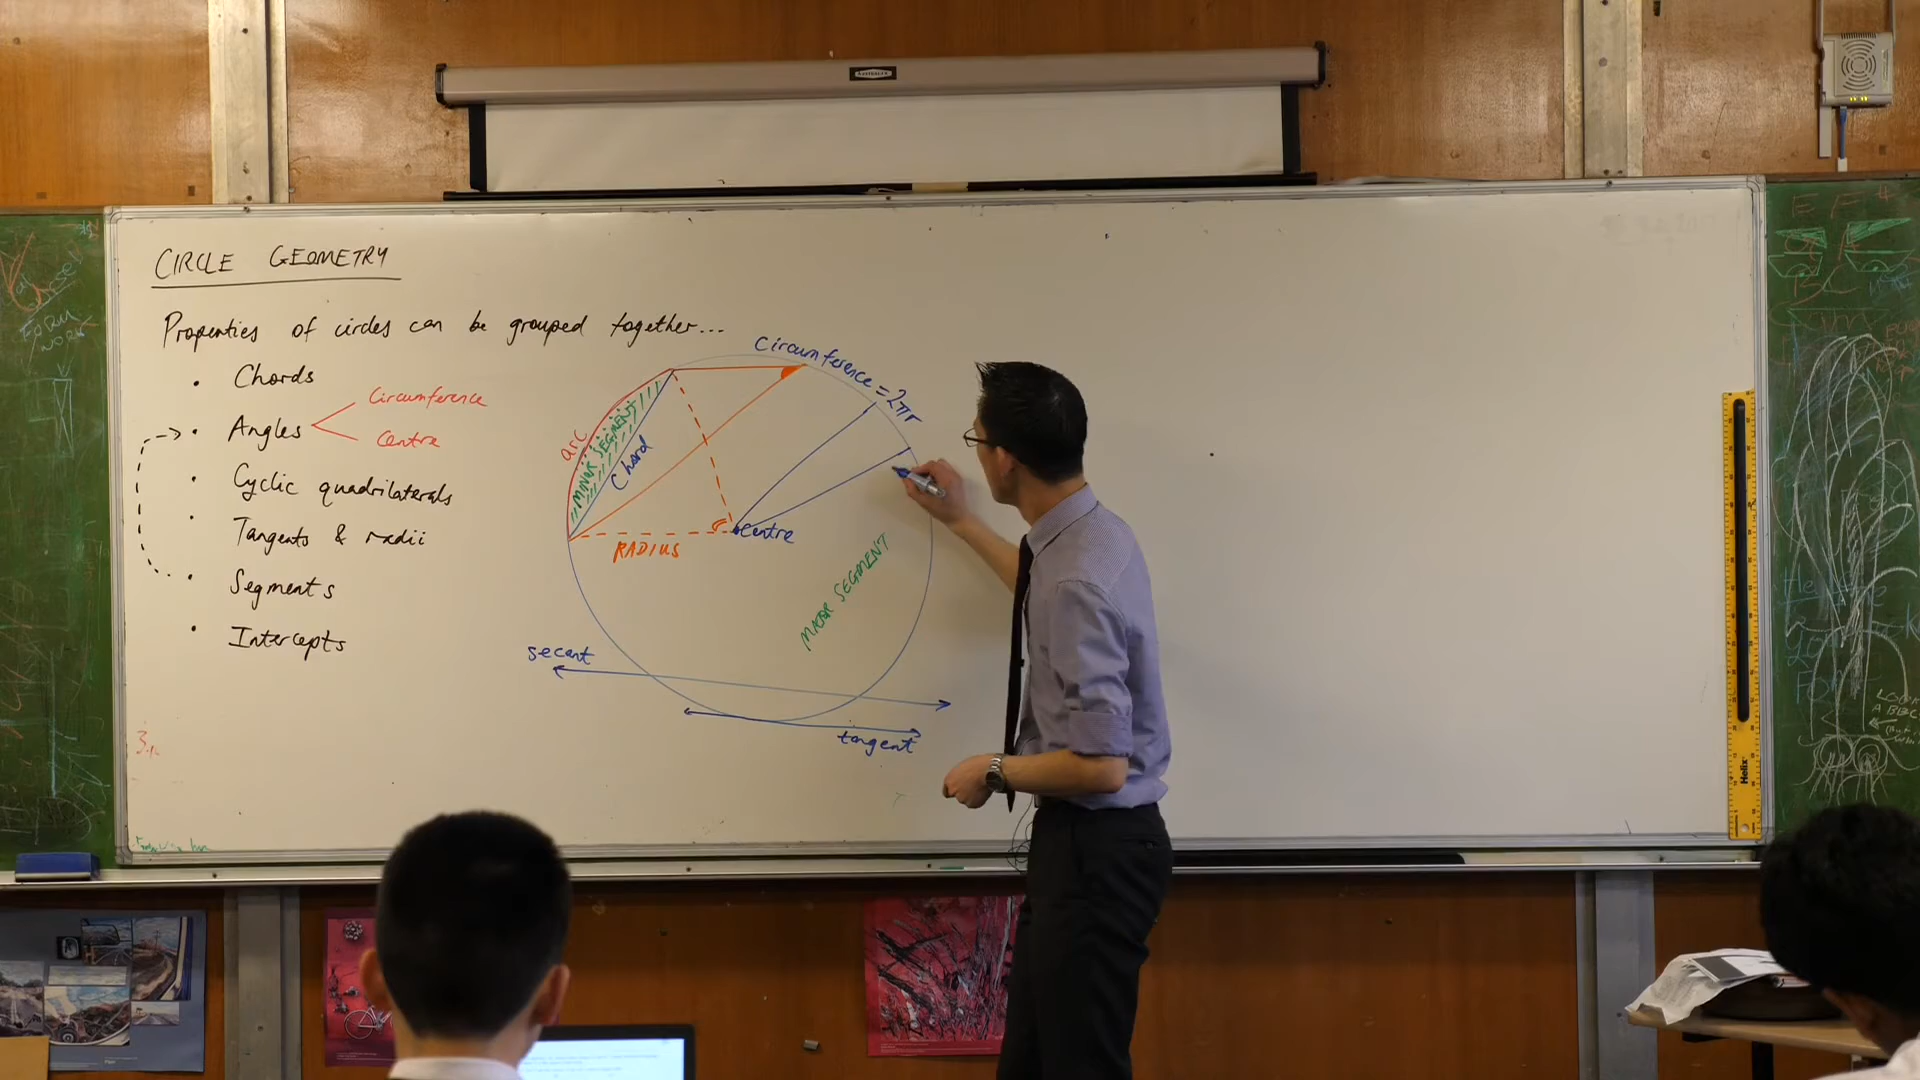 CIRCLE GEOMETRY
Properties of circles can be grouped together...
• Chords
• Angles
Circumference
Centre
• Cyclic quadrilaterals
• Tangents & radii
• Segments
• Intercepts
Circumference = 2πr
arc
MINOR SEGMENT
Chord
Centre
RADIUS
MAJOR SEGMENT
secant
tangent
Helix